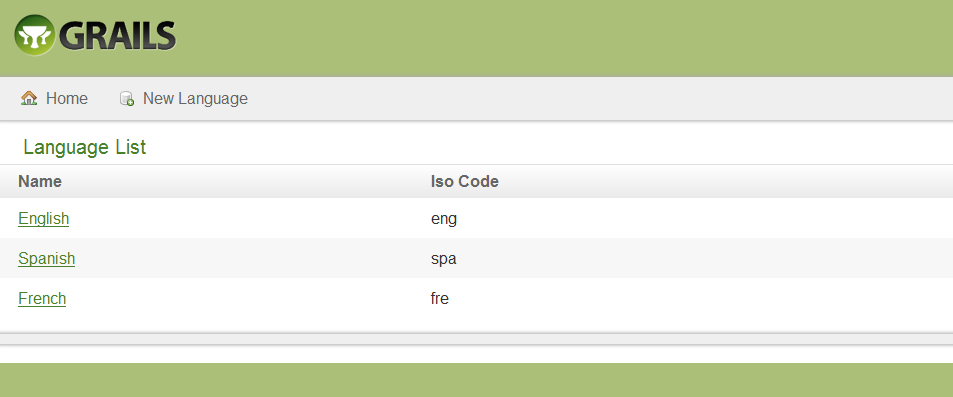 GRAILS
Home New Language
Language List
Name Iso Code
English eng
Spanish spa
French fre